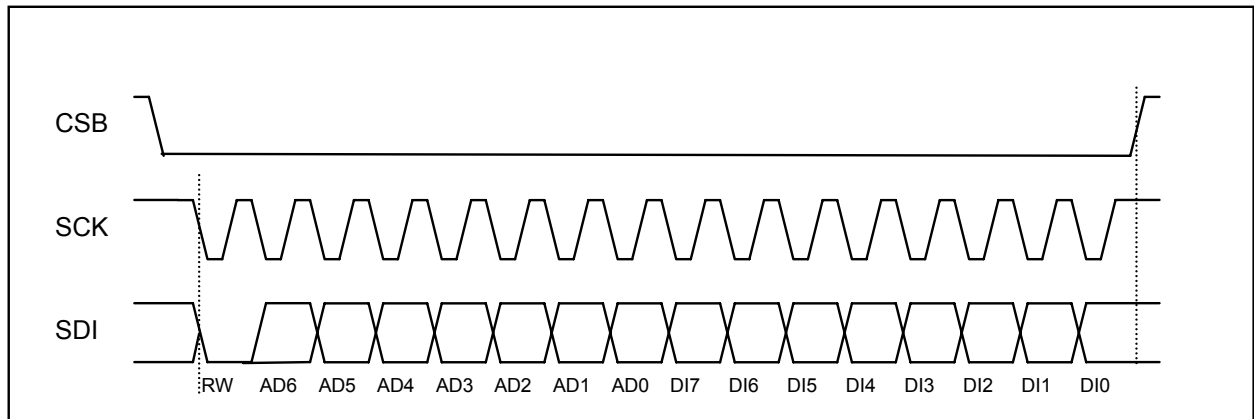 CSB
SCK
SDI
RW AD6 AD5 AD4 AD3 AD2 AD1 AD0 DI7 DI6 DI5 DI4 DI3 DI2 DI1 DI0